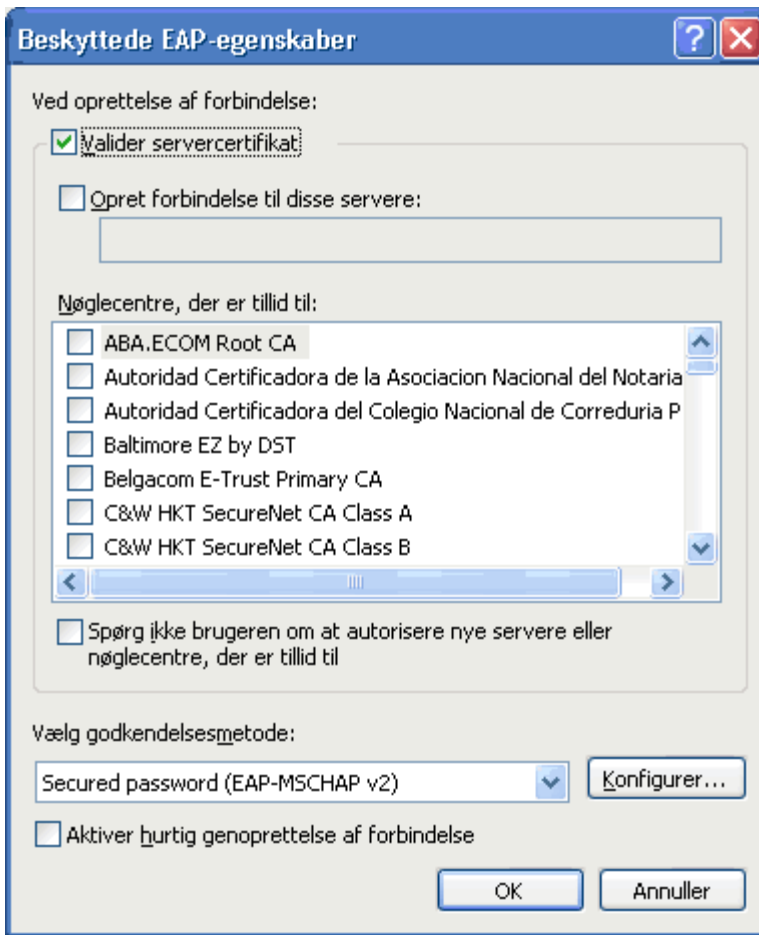 Beskyttede EAP-egenskaber
Ved oprettelse af forbindelse:
Valider servercertifikat
Opret forbindelse til disse servere:
Nøglecentre, der er tillid til:
ABA.ECOM Root CA
Autoridad Certificadora de la Asociacion Nacional del Notaria
Autoridad Certificadora del Colegio Nacional de Correduria P
Baltimore EZ by DST
Belgacom E-Trust Primary CA
C&W HKT SecureNet CA Class A
C&W HKT SecureNet CA Class B
Spørg ikke brugeren om at autorisere nye servere eller
nøglecentre, der er tillid til
Vælg godkendelsesmetode:
Secured password (EAP-MSCHAP v2)
Konfigurer...
Aktiver hurtig genoprettelse af forbindelse
OK
Annuller